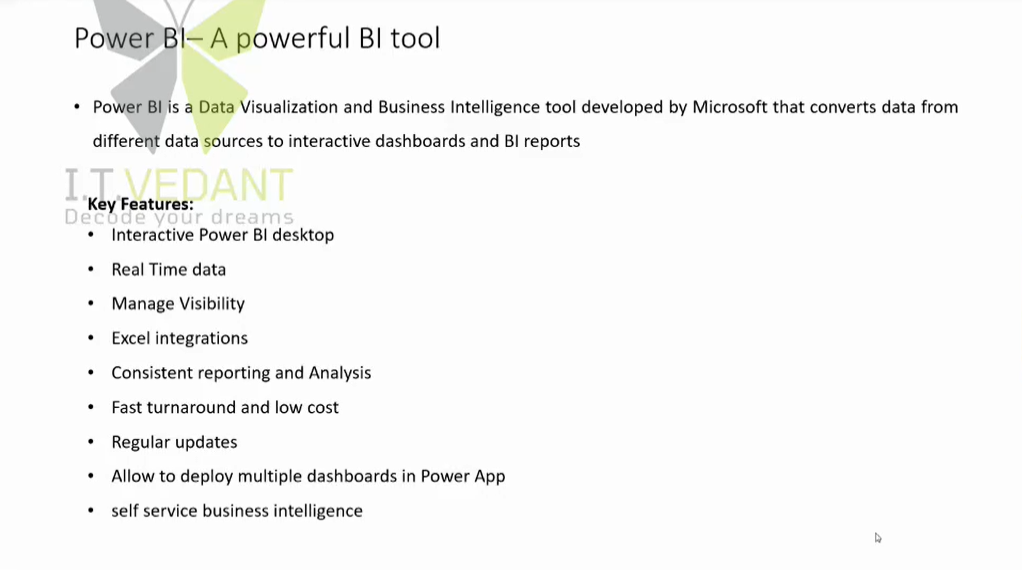 Power BI– A powerful BI tool
• Power BI is a Data Visualization and Business Intelligence tool developed by Microsoft that converts data from
different data sources to interactive dashboards and BI reports
I.T.VEDANT
Decode your dreams
Key Features:
• Interactive Power BI desktop
• Real Time data
• Manage Visibility
• Excel integrations
• Consistent reporting and Analysis
• Fast turnaround and low cost
• Regular updates
• Allow to deploy multiple dashboards in Power App
• self service business intelligence